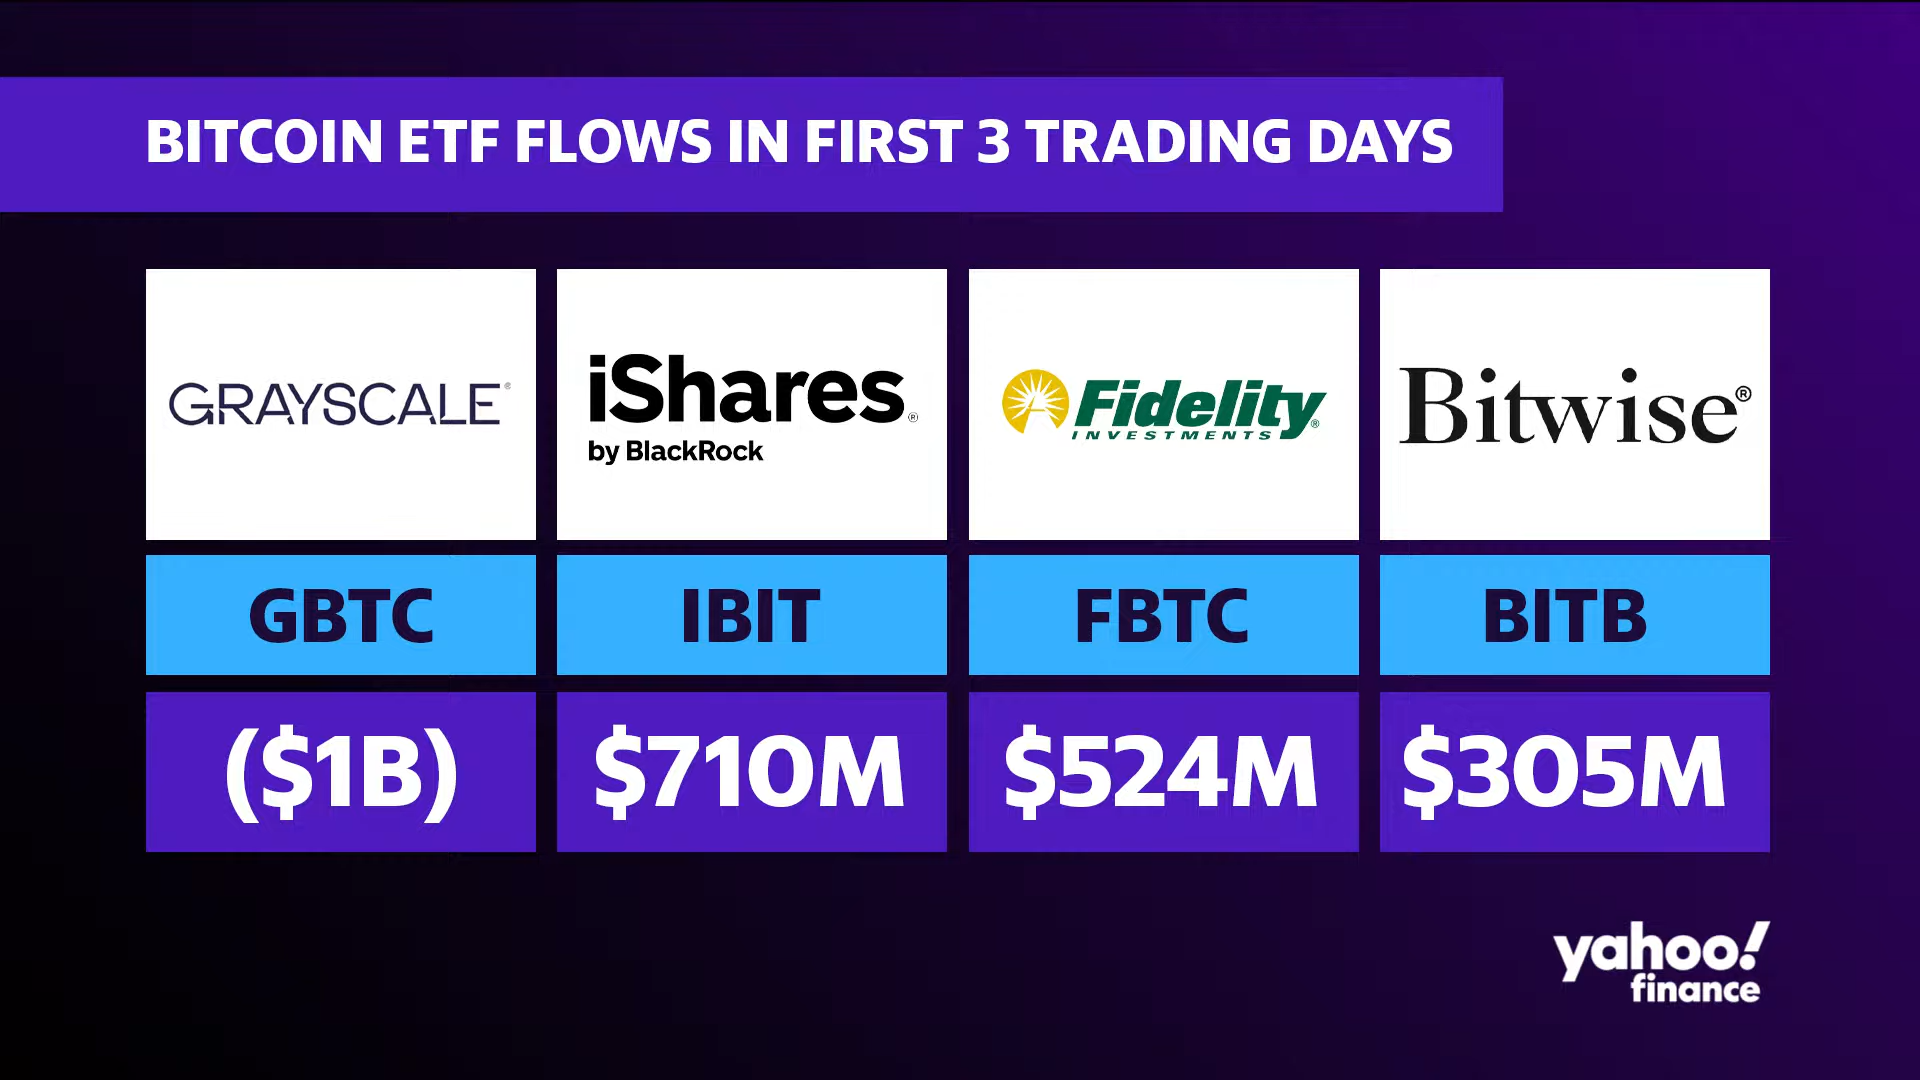 BITCOIN ETF FLOWS IN FIRST 3 TRADING DAYS
GRAYSCALE®
iShares®
by BlackRock
Fidelity®
INVESTMENTS
Bitwise®
GBTC
IBIT
FBTC
BITB
($1B)
$710M
$524M
$305M
yahoo!
finance